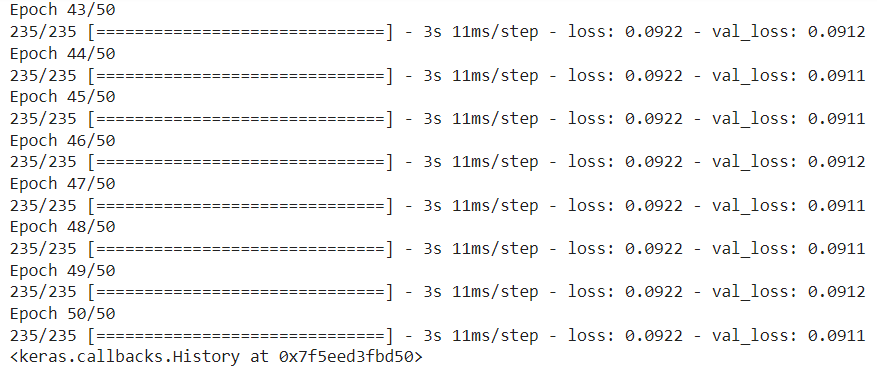 Epoch 43/50
235/235 [==============================] - 3s 11ms/step - loss: 0.0922 - val_loss: 0.0912
Epoch 44/50
235/235 [==============================] - 3s 11ms/step - loss: 0.0922 - val_loss: 0.0911
Epoch 45/50
235/235 [==============================] - 3s 11ms/step - loss: 0.0922 - val_loss: 0.0911
Epoch 46/50
235/235 [==============================] - 3s 11ms/step - loss: 0.0922 - val_loss: 0.0912
Epoch 47/50
235/235 [==============================] - 3s 11ms/step - loss: 0.0922 - val_loss: 0.0911
Epoch 48/50
235/235 [==============================] - 3s 11ms/step - loss: 0.0922 - val_loss: 0.0911
Epoch 49/50
235/235 [==============================] - 3s 11ms/step - loss: 0.0922 - val_loss: 0.0912
Epoch 50/50
235/235 [==============================] - 3s 11ms/step - loss: 0.0922 - val_loss: 0.0911
<keras.callbacks.History at 0x7f5eed3fbd50>